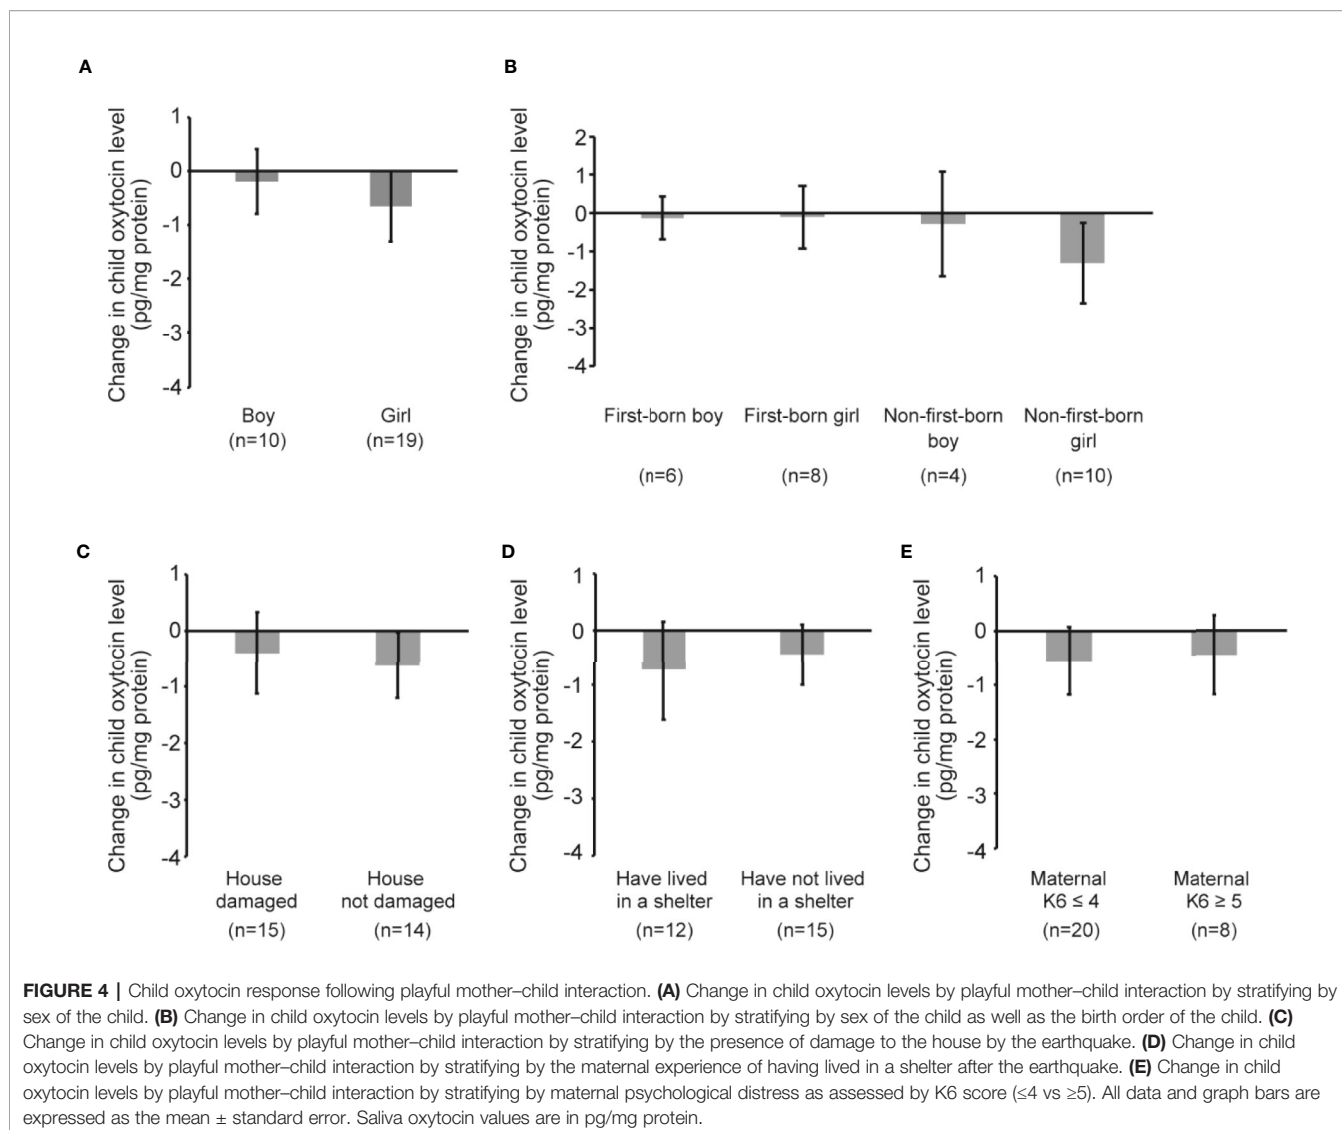 A
Change in child oxytocin level
(pg/mg protein)
1
0
-1
-2
-3
-4
Boy
(n=10)
Girl
(n=19)
B
Change in child oxytocin level
(pg/mg protein)
2
1
0
-1
-2
-3
-4
First-born boy
(n=6)
First-born girl
(n=8)
Non-first-born
boy
(n=4)
Non-first-born
girl
(n=10)
C
Change in child oxytocin level
(pg/mg protein)
1
0
-1
-2
-3
-4
House
damaged
(n=15)
House
not damaged
(n=14)
D
Change in child oxytocin level
(pg/mg protein)
1
0
-1
-2
-3
-4
Have lived
in a shelter
(n=12)
Have not lived
in a shelter
(n=15)
E
Change in child oxytocin level
(pg/mg protein)
1
0
-1
-2
-3
-4
Maternal
K6 ≤ 4
(n=20)
Maternal
K6 ≥ 5
(n=8)
FIGURE 4 | Child oxytocin response following playful mother–child interaction. (A) Change in child oxytocin levels by playful mother–child interaction by stratifying by
sex of the child. (B) Change in child oxytocin levels by playful mother–child interaction by stratifying by sex of the child as well as the birth order of the child. (C)
Change in child oxytocin levels by playful mother–child interaction by stratifying by the presence of damage to the house by the earthquake. (D) Change in child
oxytocin levels by playful mother–child interaction by stratifying by the maternal experience of having lived in a shelter after the earthquake. (E) Change in child
oxytocin levels by playful mother–child interaction by stratifying by maternal psychological distress as assessed by K6 score (≤4 vs ≥5). All data and graph bars are
expressed as the mean ± standard error. Saliva oxytocin values are in pg/mg protein.